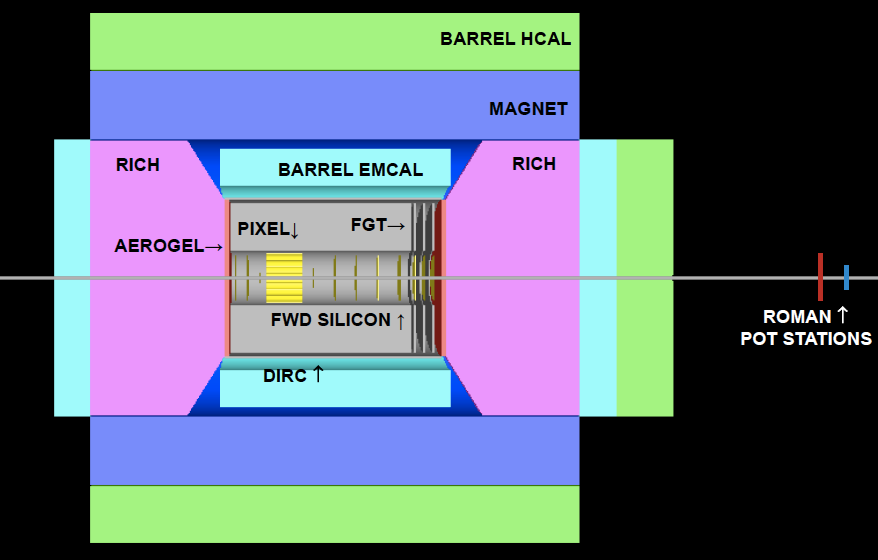 BARREL HCAL
MAGNET
RICH
BARREL EMCAL
RICH
PIXEL↓
FGT→
AEROGEL→
FWD SILICON ↑
ROMAN ↑
POT STATIONS
DIRC ↑